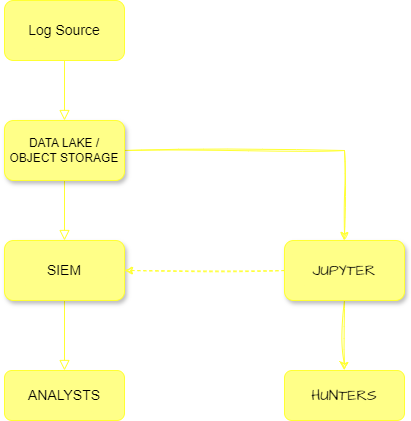 Log Source
DATA LAKE /
OBJECT STORAGE
SIEM
JUPYTER
ANALYSTS
HUNTERS